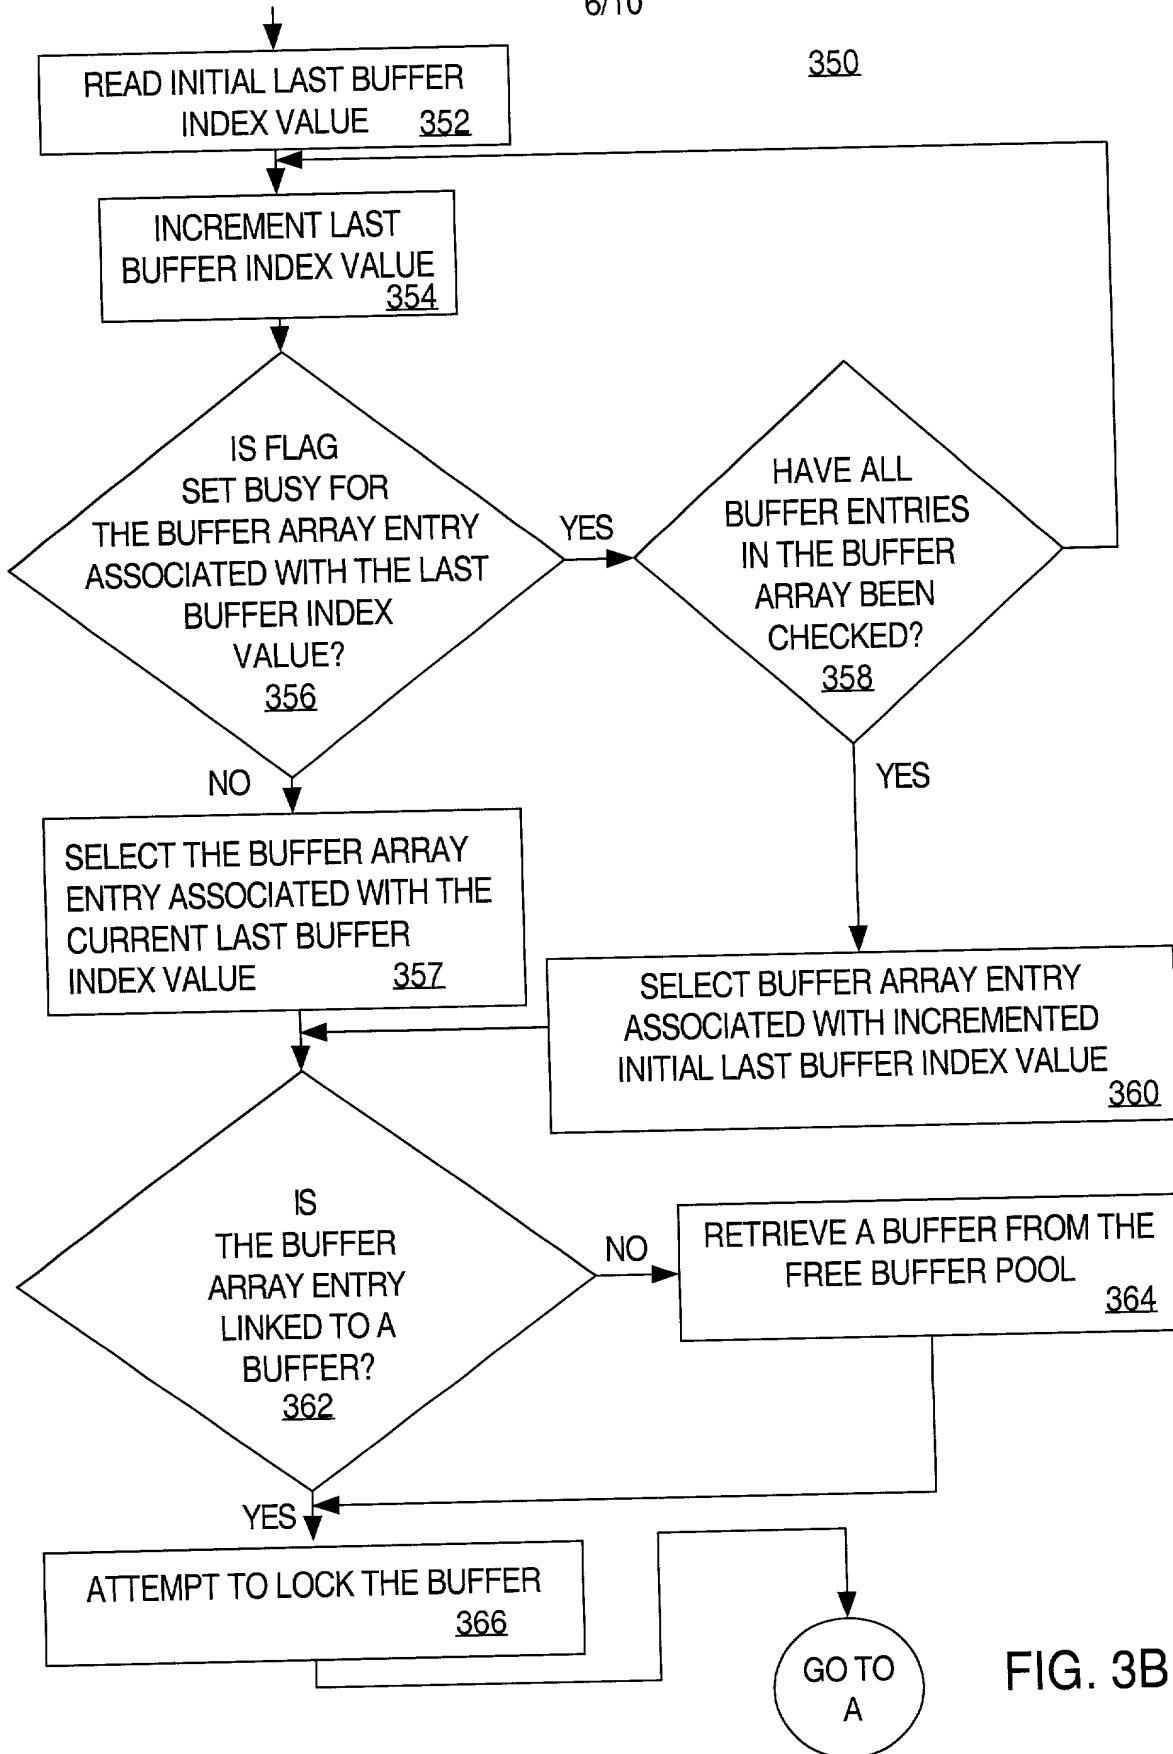 6/10
350
READ INITIAL LAST BUFFER
INDEX VALUE 352
INCREMENT LAST
BUFFER INDEX VALUE
354
IS FLAG
SET BUSY FOR
THE BUFFER ARRAY ENTRY
ASSOCIATED WITH THE LAST
BUFFER INDEX
VALUE?
356
YES
HAVE ALL
BUFFER ENTRIES
IN THE BUFFER
ARRAY BEEN
CHECKED?
358
NO
YES
SELECT THE BUFFER ARRAY
ENTRY ASSOCIATED WITH THE
CURRENT LAST BUFFER
INDEX VALUE 357
SELECT BUFFER ARRAY ENTRY
ASSOCIATED WITH INCREMENTED
INITIAL LAST BUFFER INDEX VALUE
360
IS
THE BUFFER
ARRAY ENTRY
LINKED TO A
BUFFER?
362
NO
RETRIEVE A BUFFER FROM THE
FREE BUFFER POOL
364
YES
ATTEMPT TO LOCK THE BUFFER
366
GO TO
A
FIG. 3B